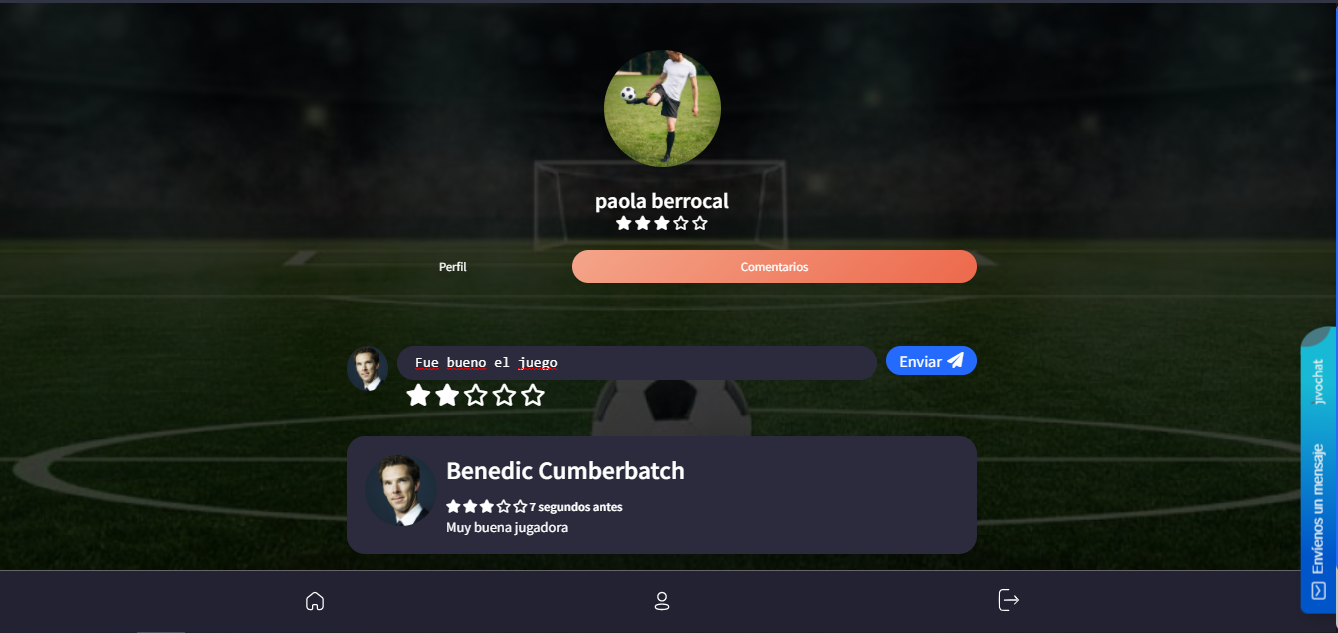 paola berrocal
Perfil
Comentarios
Fue bueno el juego
Enviar
Benedic Cumberbatch
7 segundos antes
Muy buena jugadora
jivochat
Envíenos un mensaje